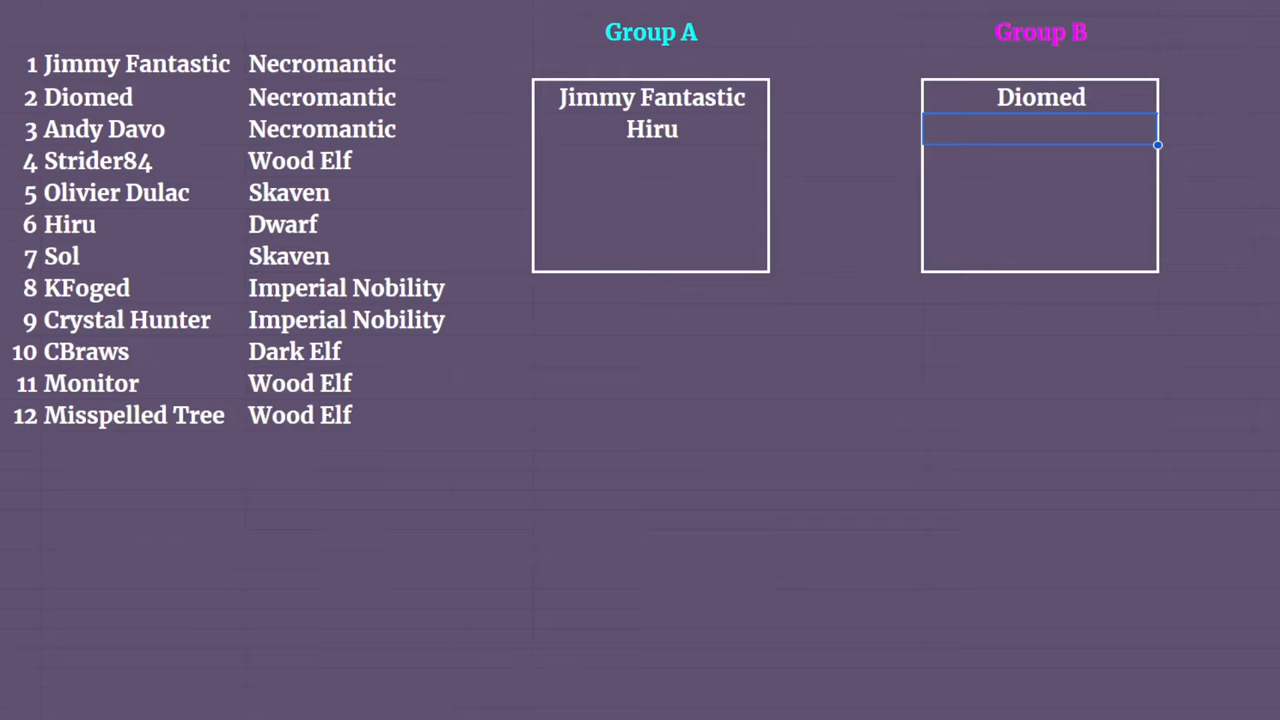 Group A
Group B
1 Jimmy Fantastic Necromantic
2 Diomed Necromantic
3 Andy Davo Necromantic
4 Strider84 Wood Elf
5 Olivier Dulac Skaven
6 Hiru Dwarf
7 Sol Skaven
8 KFoged Imperial Nobility
9 Crystal Hunter Imperial Nobility
10 CBraws Dark Elf
11 Monitor Wood Elf
12 Misspelled Tree Wood Elf
Jimmy Fantastic
Hiru
Diomed